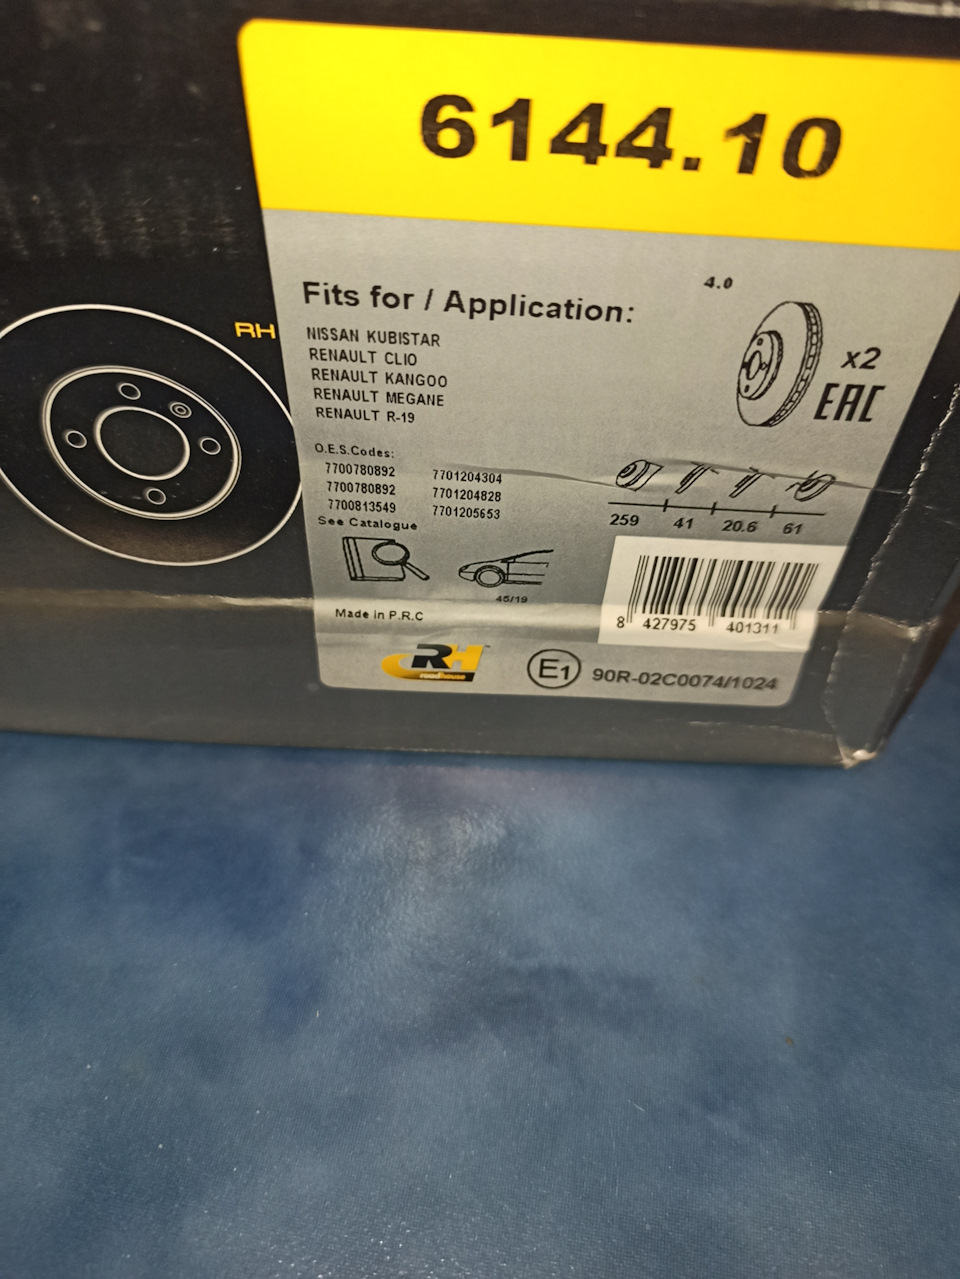 6144.10
4.0
Fits for / Application:
RH
NISSAN KUBISTAR
RENAULT CLIO
RENAULT KANGOO
RENAULT MEGANE
RENAULT R-19
x2
EAC
O.E.S.Codes:
7700780892 7701204304
7700780892 7701204828
7700813549 7701205653
See Catalogue
259 41 20.6 61
45/19
Made in P.R.C
8 427975 401311
RH
roadhouse
E1 90R-02C0074/1024